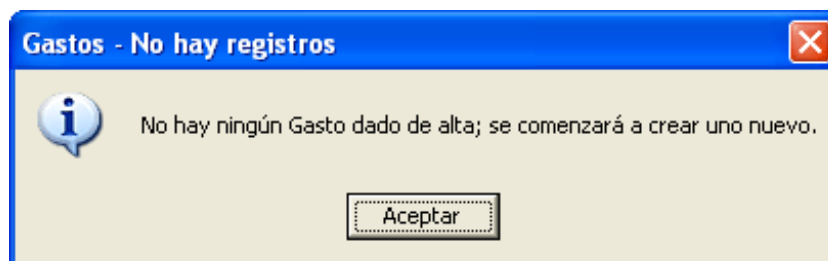 Gastos - No hay registros
No hay ningún Gasto dado de alta; se comenzará a crear uno nuevo.
Aceptar